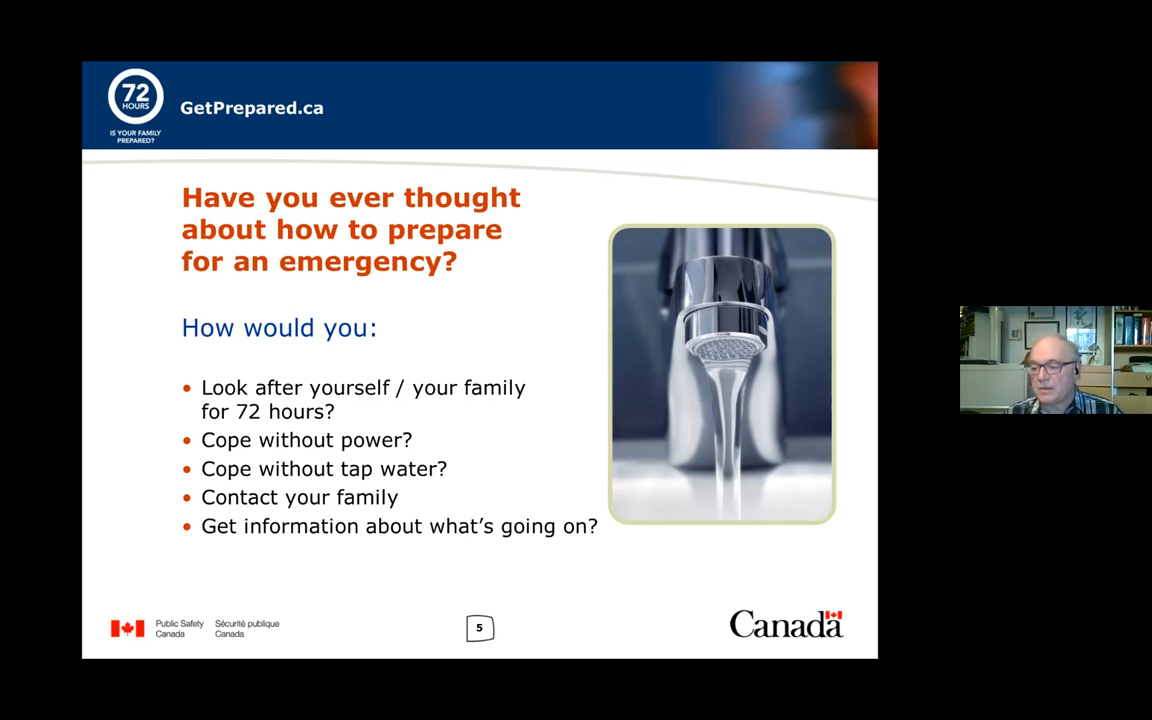 72
HOURS
IS YOUR FAMILY
PREPARED?
GetPrepared.ca
Have you ever thought
about how to prepare
for an emergency?
How would you:
• Look after yourself / your family
for 72 hours?
• Cope without power?
• Cope without tap water?
• Contact your family
• Get information about what's going on?
Public Safety
Canada
Sécurité publique
Canada
5
Canada